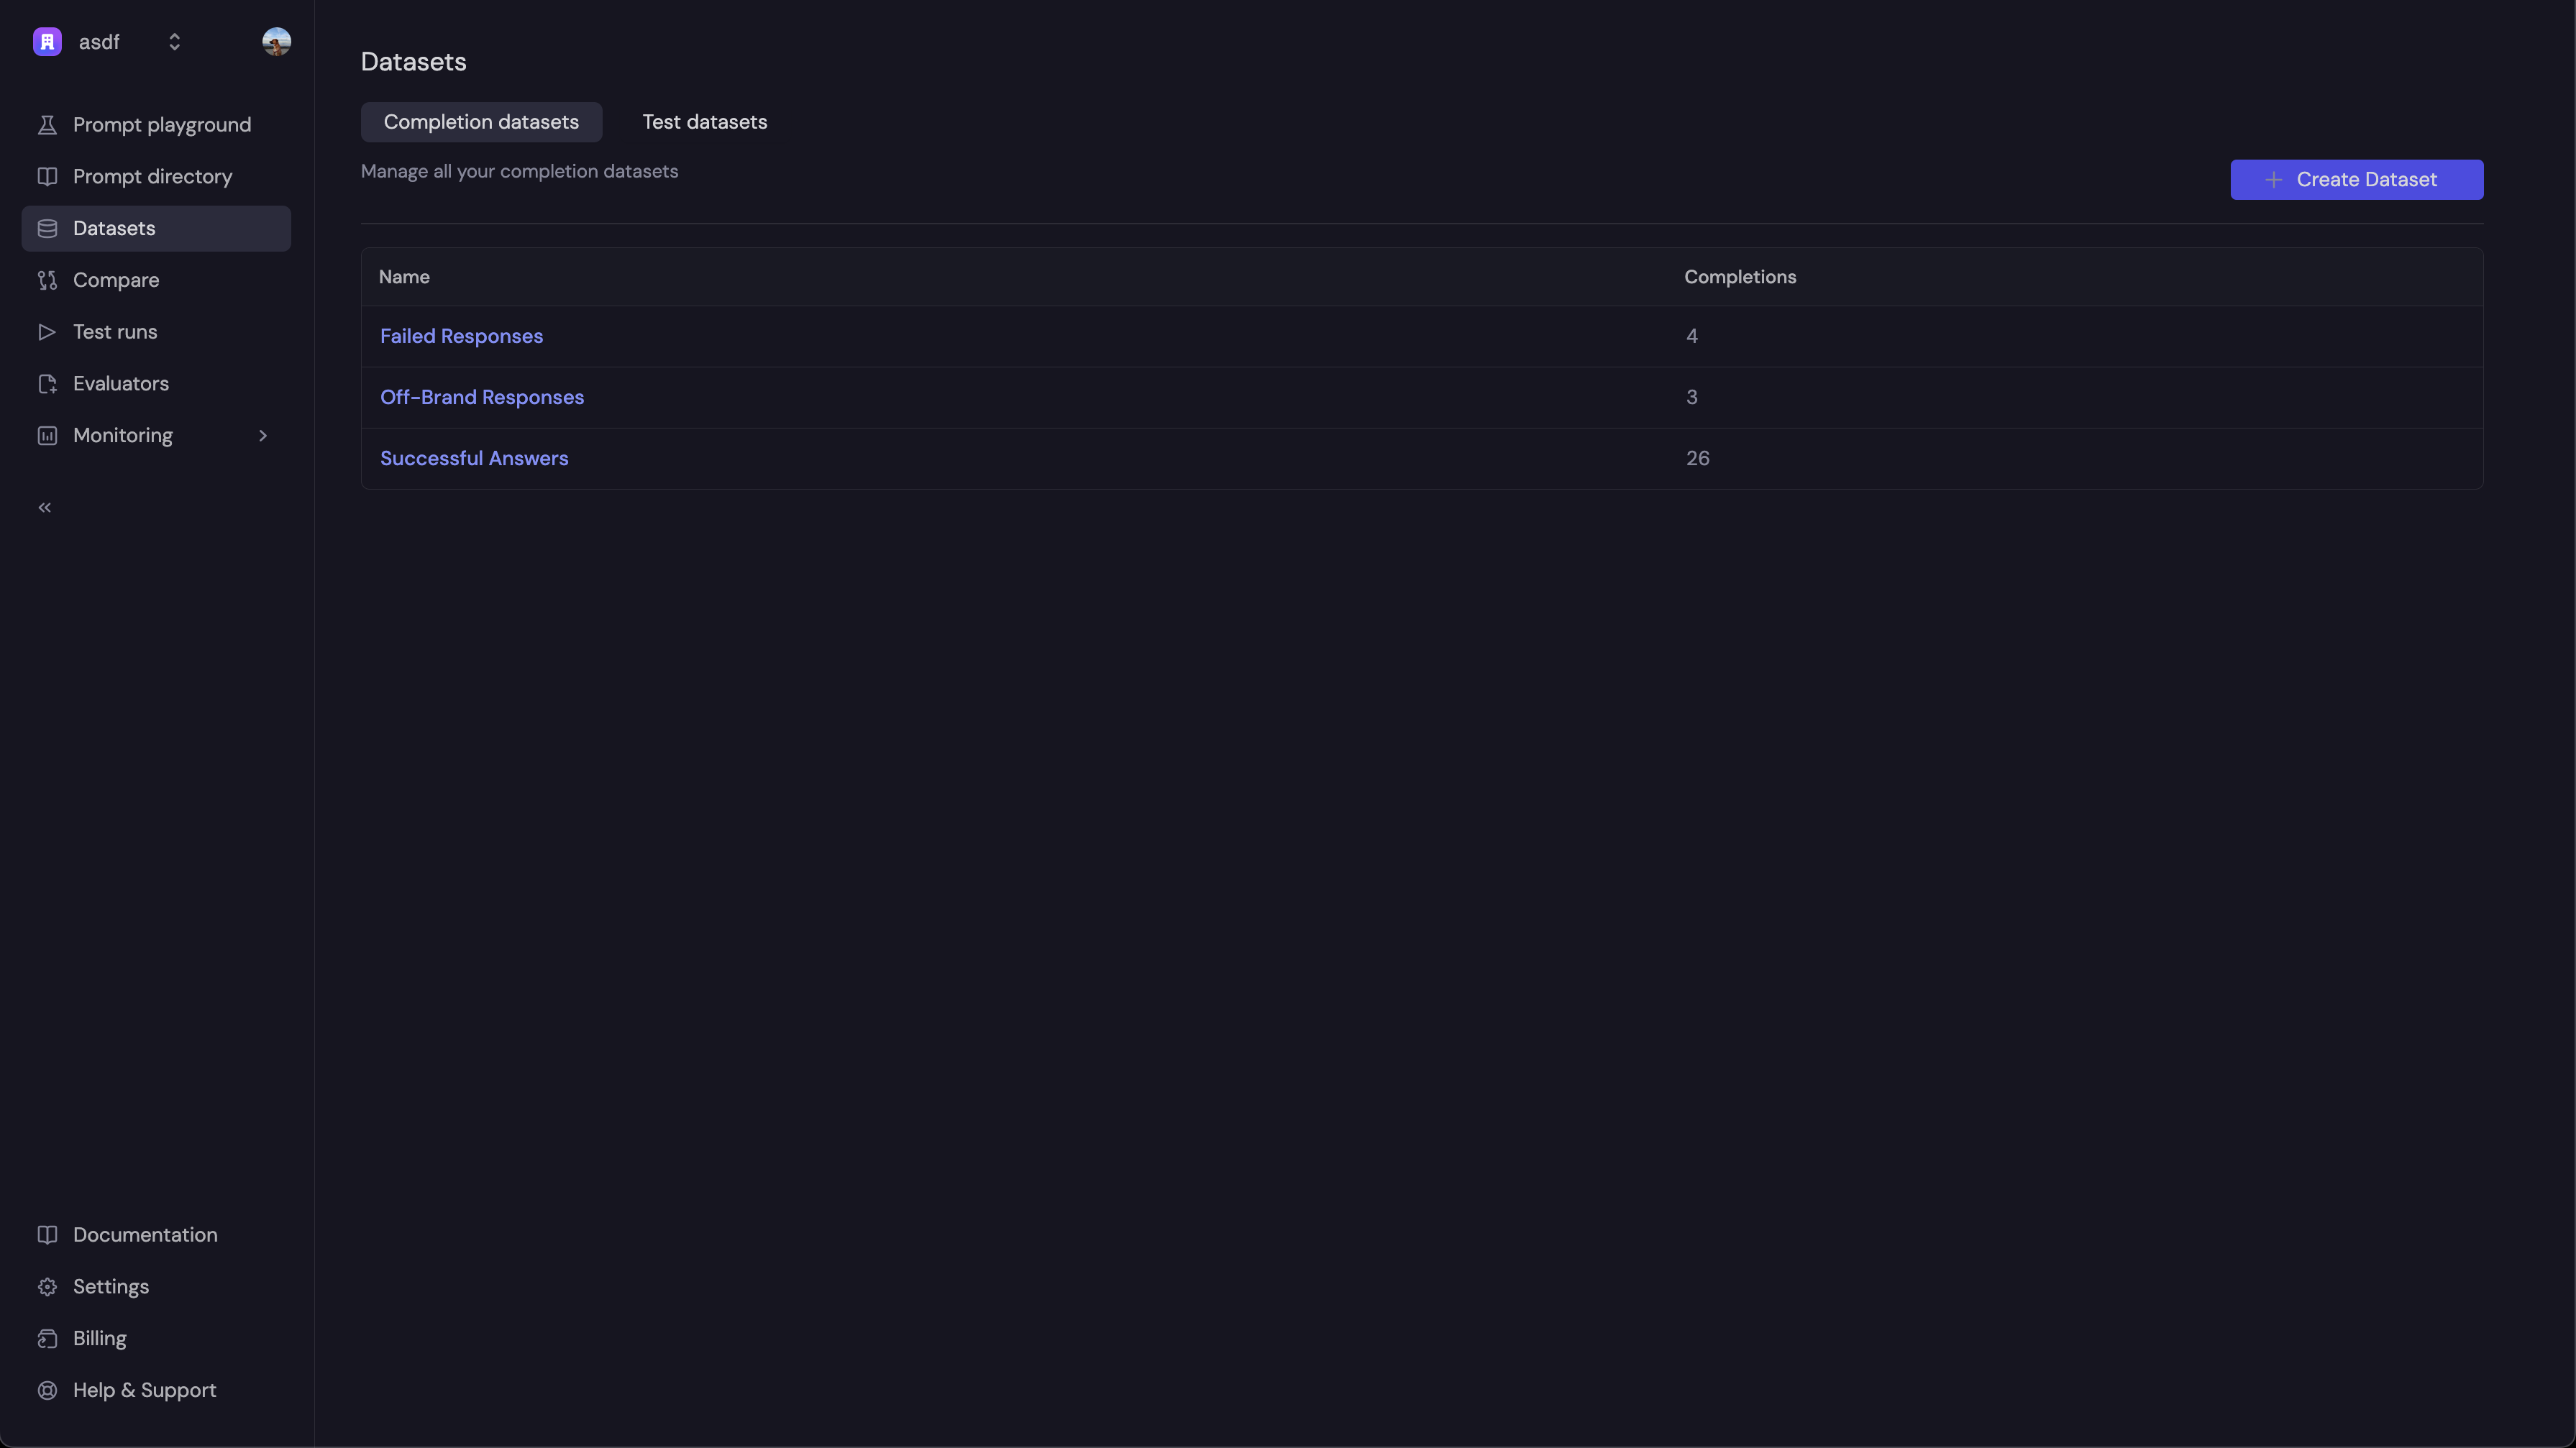 asdf
Prompt playground
Prompt directory
Datasets
Compare
Test runs
Evaluators
Monitoring
Documentation
Settings
Billing
Help & Support
Datasets
Completion datasets
Test datasets
Manage all your completion datasets
Create Dataset
Name Completions
Failed Responses 4
Off-Brand Responses 3
Successful Answers 26